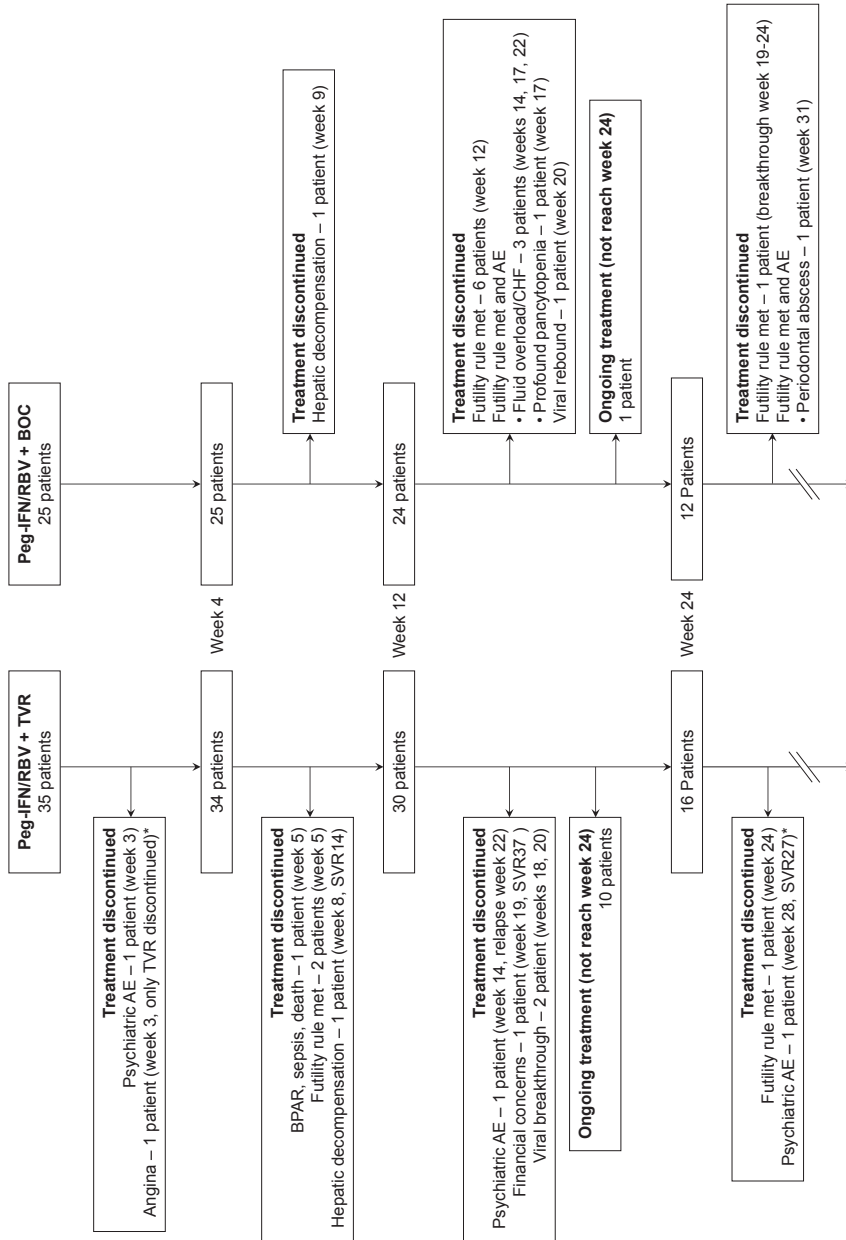 Peg-IFN/RBV + TVR
35 patients
Peg-IFN/RBV + BOC
25 patients
Treatment discontinued
Psychiatric AE – 1 patient (week 3)
Angina – 1 patient (week 3, only TVR discontinued)*
34 patients
Week 4
25 patients
Treatment discontinued
BPAR, sepsis, death – 1 patient (week 5)
Futility rule met – 2 patients (week 5)
Hepatic decompensation – 1 patient (week 8, SVR14)
Treatment discontinued
Hepatic decompensation – 1 patient (week 9)
30 patients
Week 12
24 patients
Treatment discontinued
Psychiatric AE – 1 patient (week 14, relapse week 22)
Financial concerns – 1 patient (week 19, SVR37 )
Viral breakthrough – 2 patient (weeks 18, 20)
Treatment discontinued
Futility rule met – 6 patients (week 12)
Futility rule met and AE
• Fluid overload/CHF – 3 patients (weeks 14, 17, 22
• Profound pancytopenia – 1 patient (week 17)
Viral rebound – 1 patient (week 20)
Ongoing treatment (not reach week 24)
10 patients
Ongoing treatment (not reach week 24)
1 patient
16 Patients
Week 24
12 Patients
Treatment discontinued
Futility rule met – 1 patient (week 24)
Psychiatric AE – 1 patient (week 28, SVR27)*
Treatment discontinued
Futility rule met – 1 patient (breakthrough week 19-24)
Futility rule met and AE
• Periodontal abscess – 1 patient (week 31)